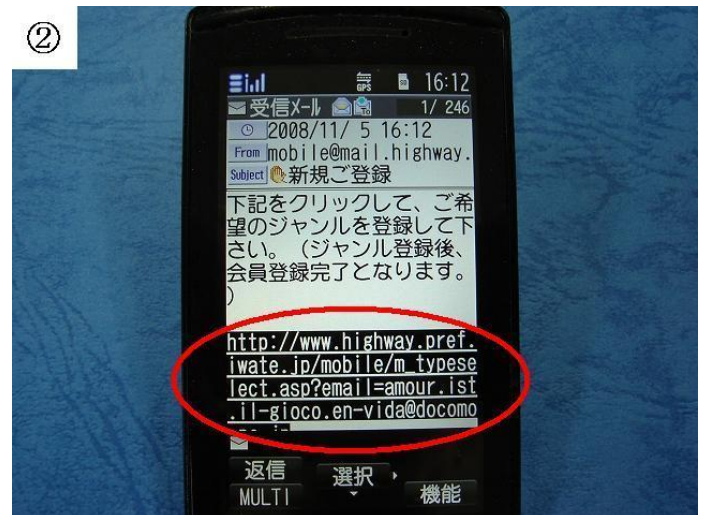 ②
GPS SD 16:12
受信メール 1/ 246
2008/11/ 5 16:12
From mobile@mail.highway.
Subject 新規ご登録
下記をクリックして、ご希
望のジャンルを登録して下
さい。（ジャンル登録後、
会員登録完了となります。
）
http://www.highway.pref.
iwate.jp/mobile/m_typese
lect.asp?email=amour.ist
.il-gioco.en-vida@docomo
返信 選択
MULTI 機能